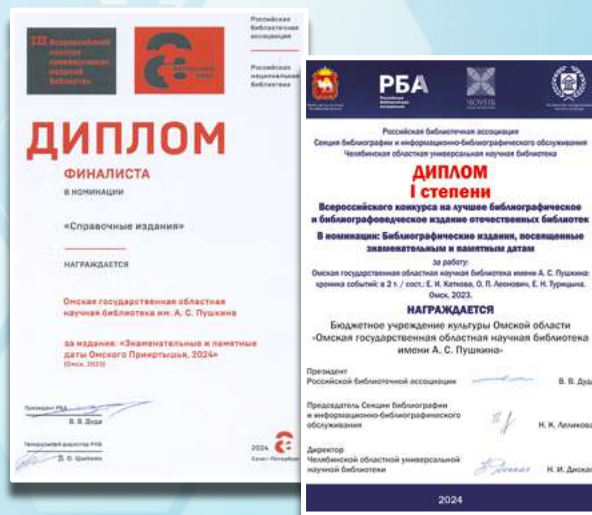 III Всероссийский
конкурс
краеведческих
изданий
библиотек
Российская
библиотечная
ассоциация
Российская
национальная
библиотека
ДИПЛОМ
ФИНАЛИСТА
В НОМИНАЦИИ
«Справочные издания»
НАГРАЖДАЕТСЯ
Омская государственная областная
научная библиотека им. А. С. Пушкина
за издание: «Знаменательные и памятные
даты Омского Прииртышья, 2024»
(Омск, 2023)
Президент РБА
В. В. Дуда
Генеральный директор РНБ
Д. О. Цыпкин
2024
Санкт-Петербург
РБА
Российская
библиотечная
ассоциация
ЧОУНБ
Российская библиотечная ассоциация
Секция библиографии и информационно-библиографического обслуживания
Челябинская областная универсальная научная библиотека
ДИПЛОМ
I степени
Всероссийского конкурса на лучшее библиографическое
и библиографоведческое издание отечественных библиотек
В номинации: Библиографические издания, посвященные
знаменательным и памятным датам
за работу:
Омская государственная областная научная библиотека имени А. С. Пушкина:
хроника событий: в 2 т. / сост.: Е. И. Каткова, О. П. Леонович, Е. Н. Турицына.
Омск, 2023.
НАГРАЖДАЕТСЯ
Бюджетное учреждение культуры Омской области
«Омская государственная областная научная библиотека
имени А. С. Пушкина»
Президент
Российской библиотечной ассоциации
В. В. Дуда
Председатель Секции библиографии
и информационно-библиографического
обслуживания
Н. К. Леликова
Директор
Челябинской областной универсальной
научной библиотеки
Н. И. Диская
2024